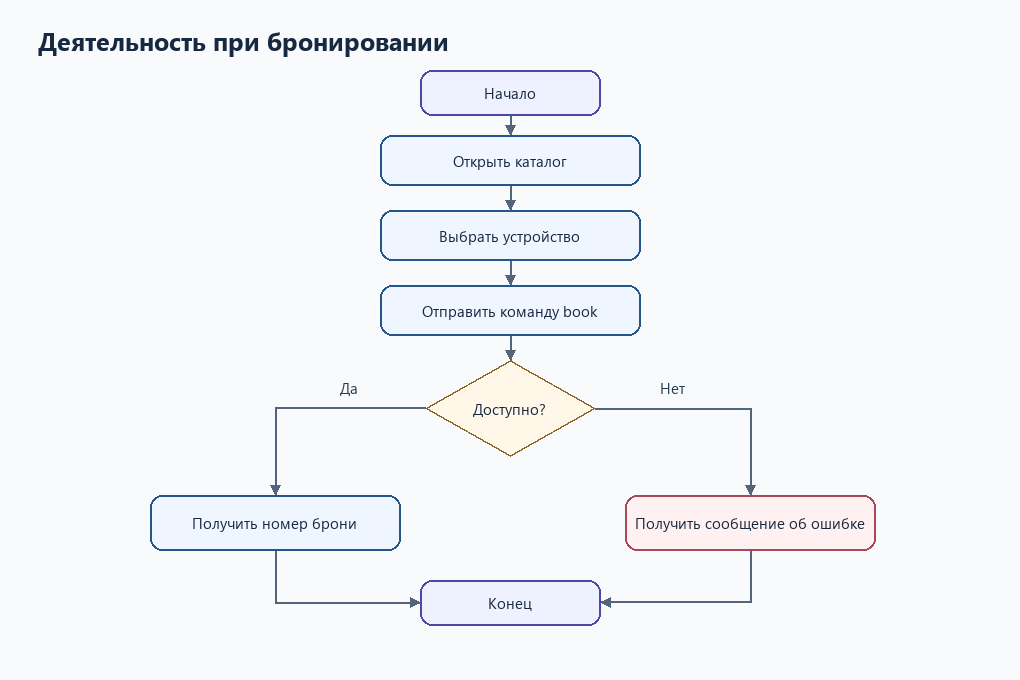 Деятельность при бронировании
Начало
Открыть каталог
Выбрать устройство
Отправить команду book
Доступно?
Да
Нет
Получить номер брони
Получить сообщение об ошибке
Конец